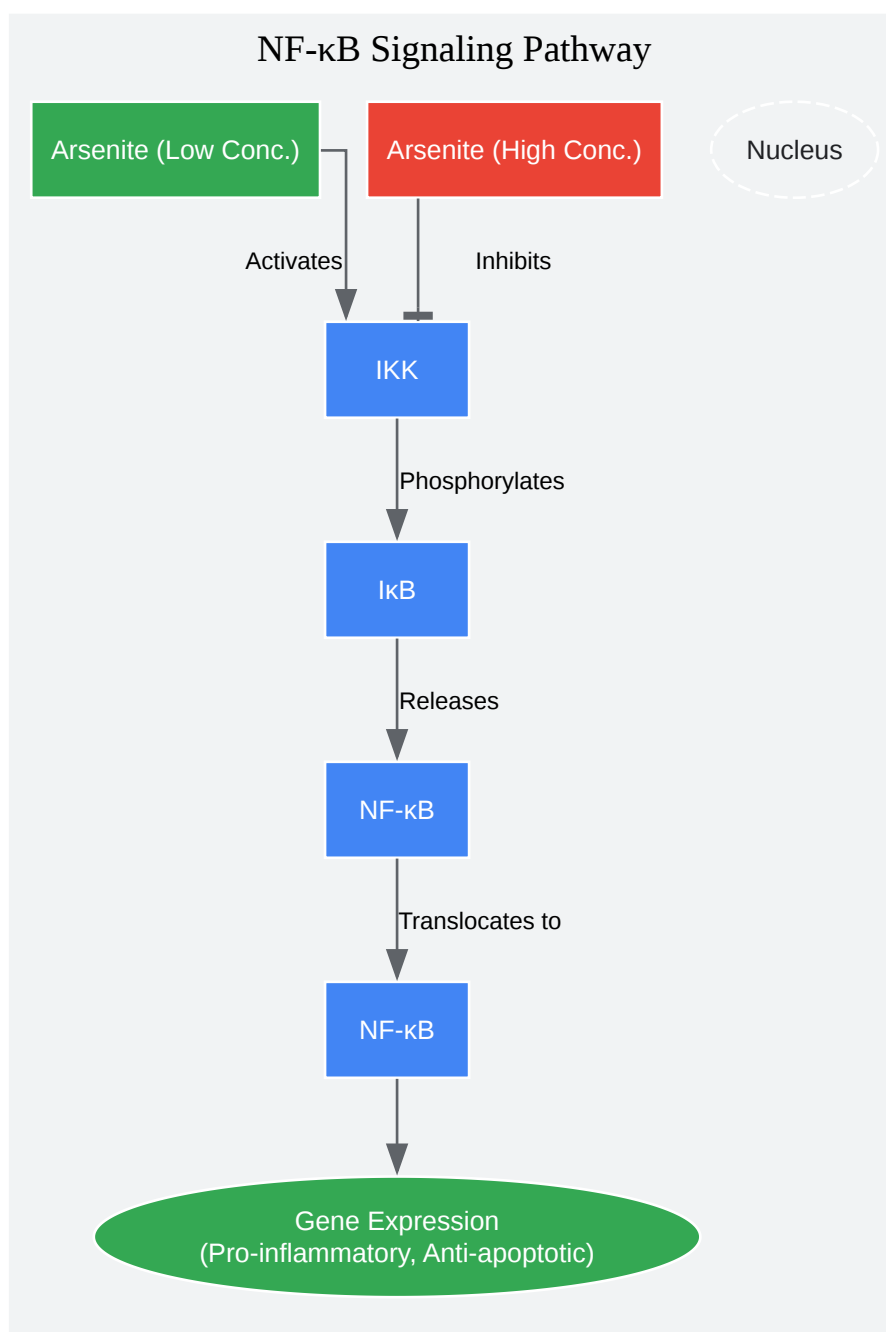 NF-κB Signaling Pathway
Arsenite (Low Conc.)
Arsenite (High Conc.)
Nucleus
Activates
Inhibits
IKK
Phosphorylates
IκB
Releases
NF-κB
Translocates to
NF-κB
Gene Expression
(Pro-inflammatory, Anti-apoptotic)